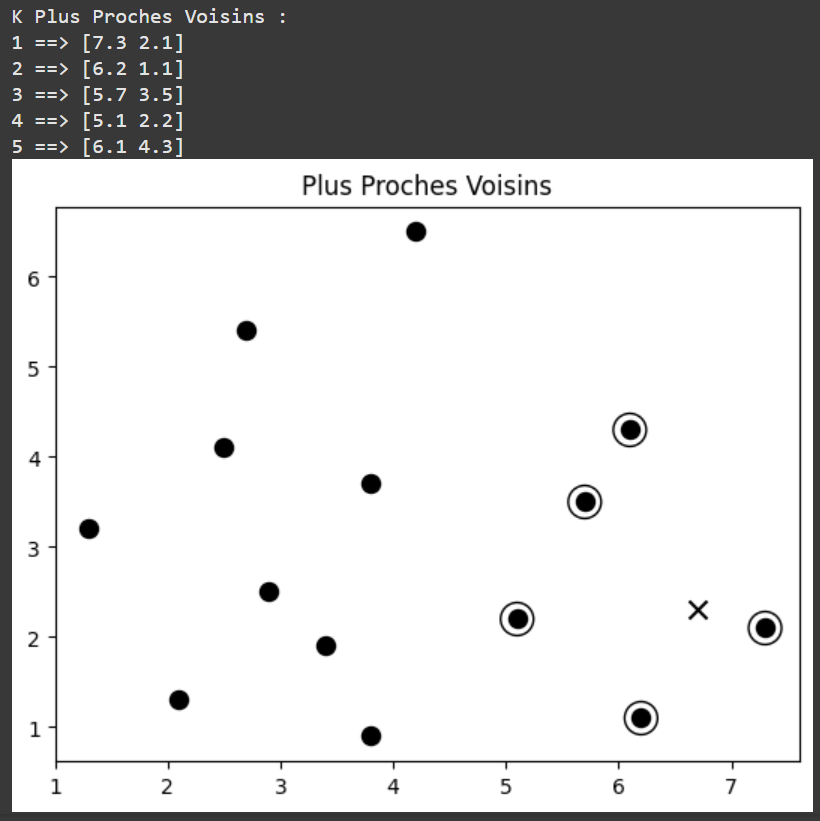 K Plus Proches Voisins :
1 ==> [7.3 2.1]
2 ==> [6.2 1.1]
3 ==> [5.7 3.5]
4 ==> [5.1 2.2]
5 ==> [6.1 4.3]
Plus Proches Voisins
6
5
4
3
2
1
1 2 3 4 5 6 7